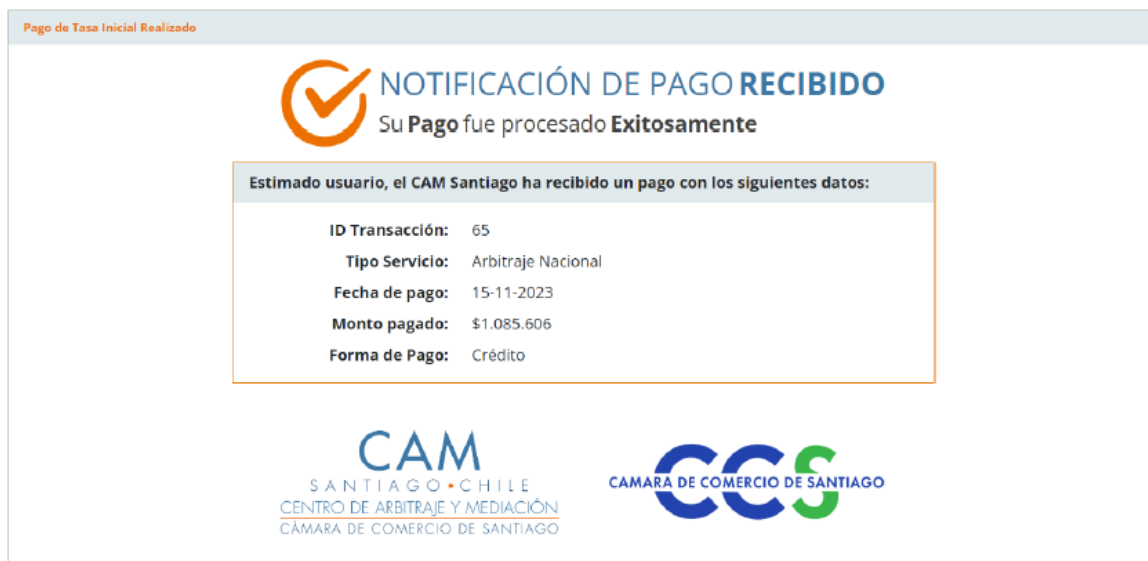 Pago de Tasa Inicial Realizado
NOTIFICACIÓN DE PAGO RECIBIDO
Su Pago fue procesado Exitosamente
Estimado usuario, el CAM Santiago ha recibido un pago con los siguientes datos:
ID Transacción: 65
Tipo Servicio: Arbitraje Nacional
Fecha de pago: 15-11-2023
Monto pagado: $1.085.606
Forma de Pago: Crédito
CAM
SANTIAGO • CHILE
CENTRO DE ARBITRAJE Y MEDIACIÓN
CÁMARA DE COMERCIO DE SANTIAGO
CCS
CAMARA DE COMERCIO DE SANTIAGO